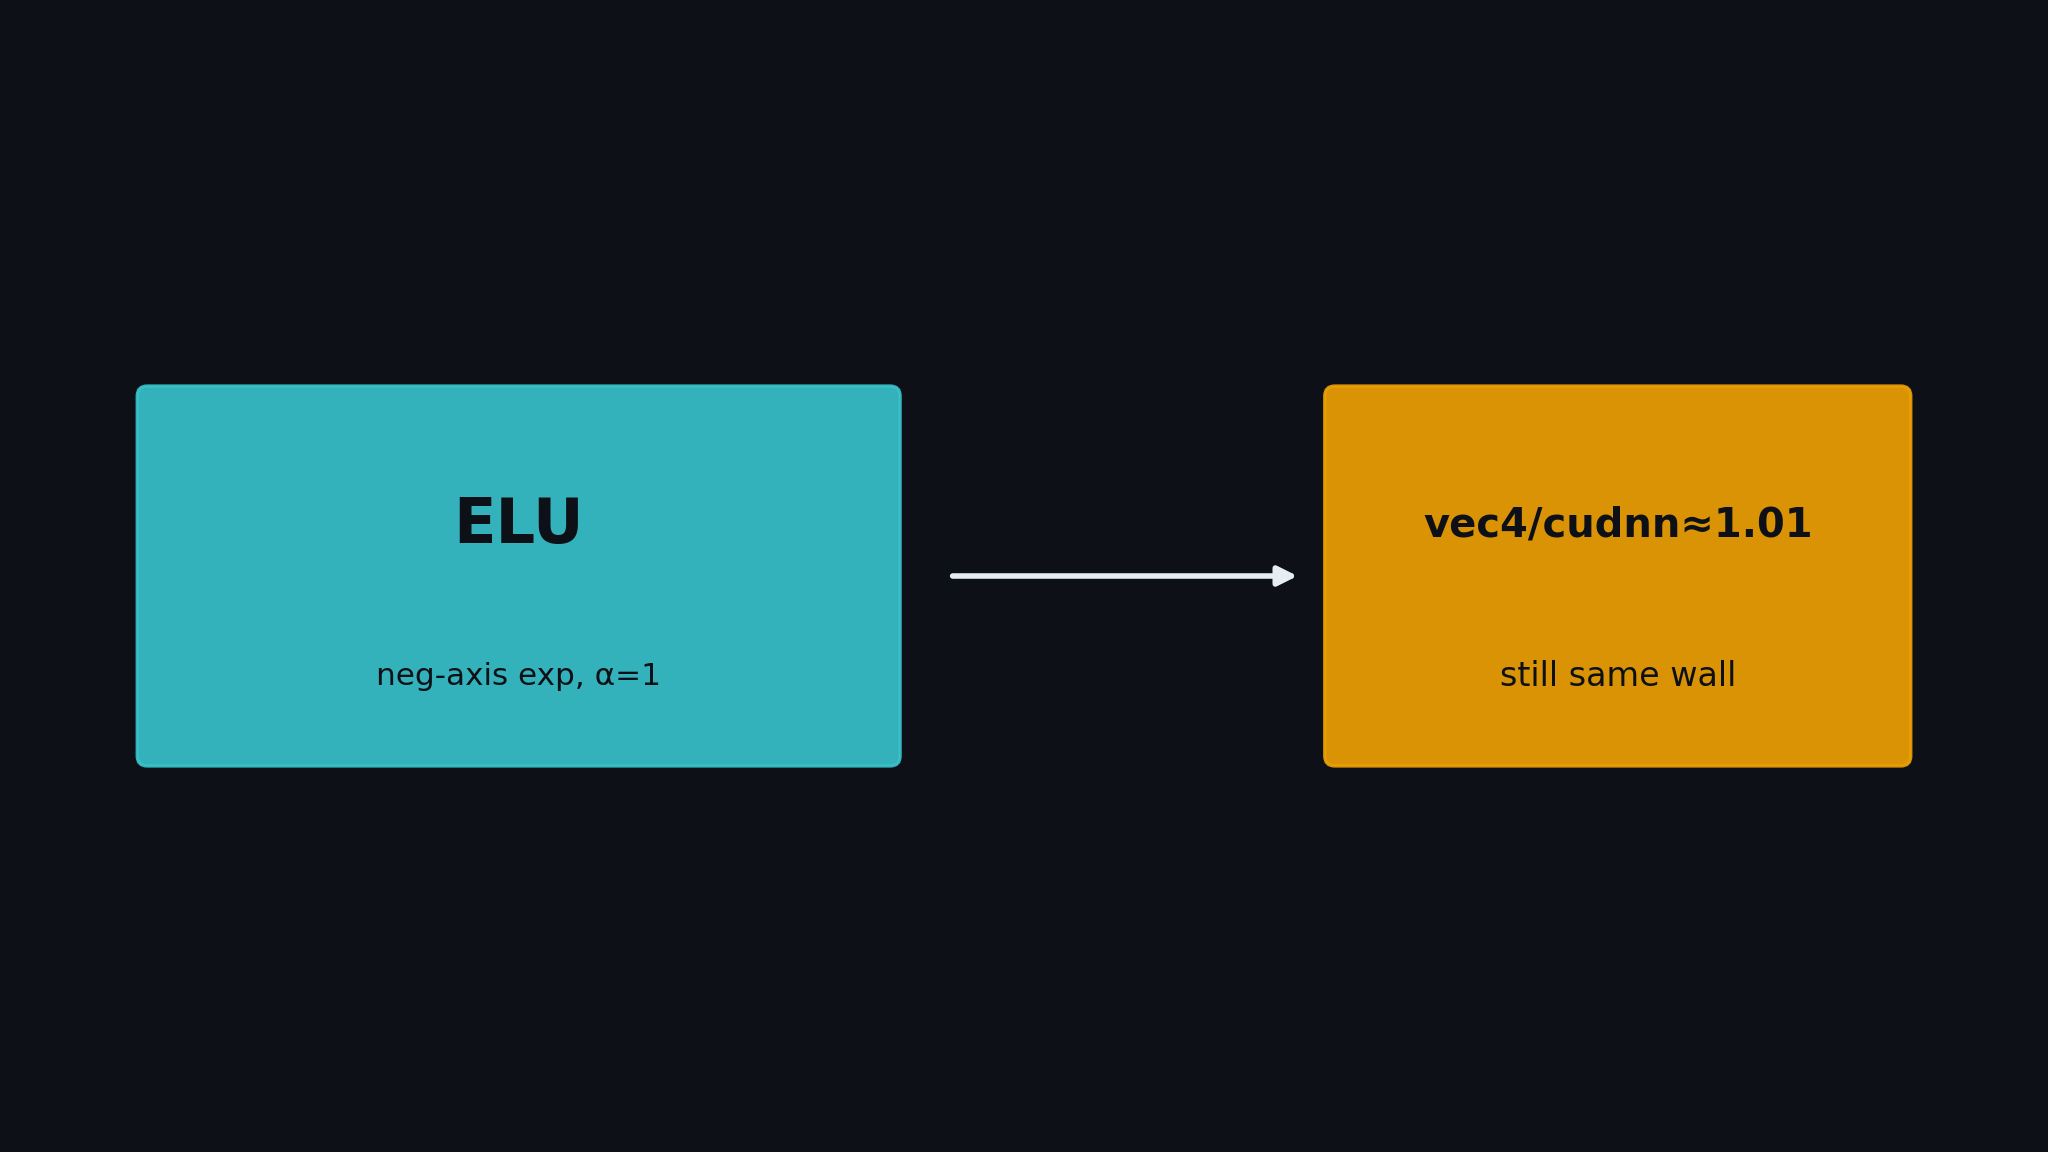 ELU
neg-axis exp, α=1
vec4/cudnn≈1.01
still same wall